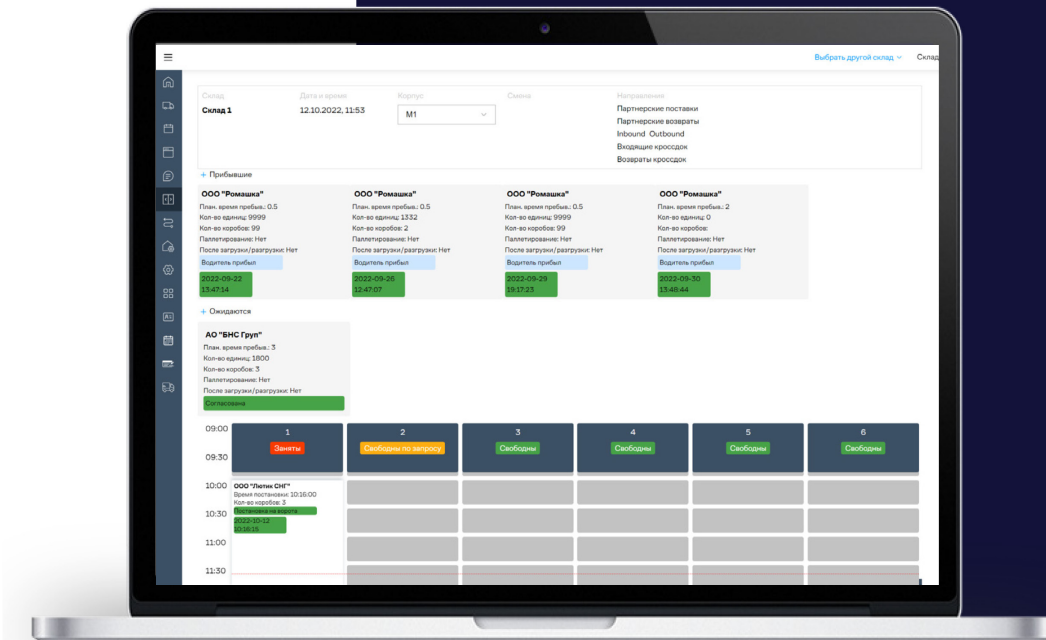 Выбрать другой склад Склад
Склад Дата и время Корпус Смена Направления
Склад 1 12.10.2022, 11:53 М1 Партнерские поставки
Партнерские возвраты
Inbound Outbound
Входящие кроссдок
Возвраты кроссдок
+ Прибывшие
ООО "Ромашка"
План. время пребыв.: 0.5
Кол-во единиц: 9999
Кол-во коробов: 99
Паллетирование: Нет
После загрузки/разгрузки: Нет
Водитель прибыл
2022-09-22
13:47:14
ООО "Ромашка"
План. время пребыв.: 0.5
Кол-во единиц: 1332
Кол-во коробов: 2
Паллетирование: Нет
После загрузки/разгрузки: Нет
Водитель прибыл
2022-09-26
12:47:07
ООО "Ромашка"
План. время пребыв.: 0.5
Кол-во единиц: 9999
Кол-во коробов: 99
Паллетирование: Нет
После загрузки/разгрузки: Нет
Водитель прибыл
2022-09-29
19:17:23
ООО "Ромашка"
План. время пребыв.: 2
Кол-во единиц: 0
Кол-во коробов:
Паллетирование: Нет
После загрузки/разгрузки: Нет
Водитель прибыл
2022-09-30
13:48:44
+ Ожидаются
АО "БНС Груп"
План. время пребыв.: 3
Кол-во единиц: 1800
Кол-во коробов: 3
Паллетирование: Нет
После загрузки/разгрузки: Нет
Согласована
09:00 1 2 3 4 5 6
Заняты Свободны по запросу Свободны Свободны Свободны Свободны
09:30
10:00 ООО "Лютик СНГ"
Время постановки: 10:16:00
Кол-во коробов: 3
10:30 Постановка на ворота
2022-10-12
10:16:15
11:00
11:30